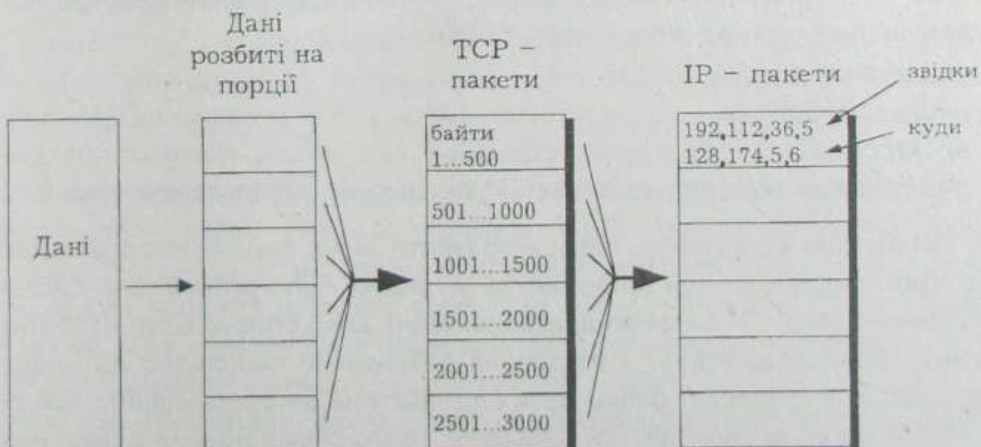 Дані
розбиті на
порції
TCP –
пакети
IP – пакети
звідки
куди
Дані
байти
1...500
501...1000
1001...1500
1501...2000
2001...2500
2501...3000
192,112,36,5
128,174,5,6